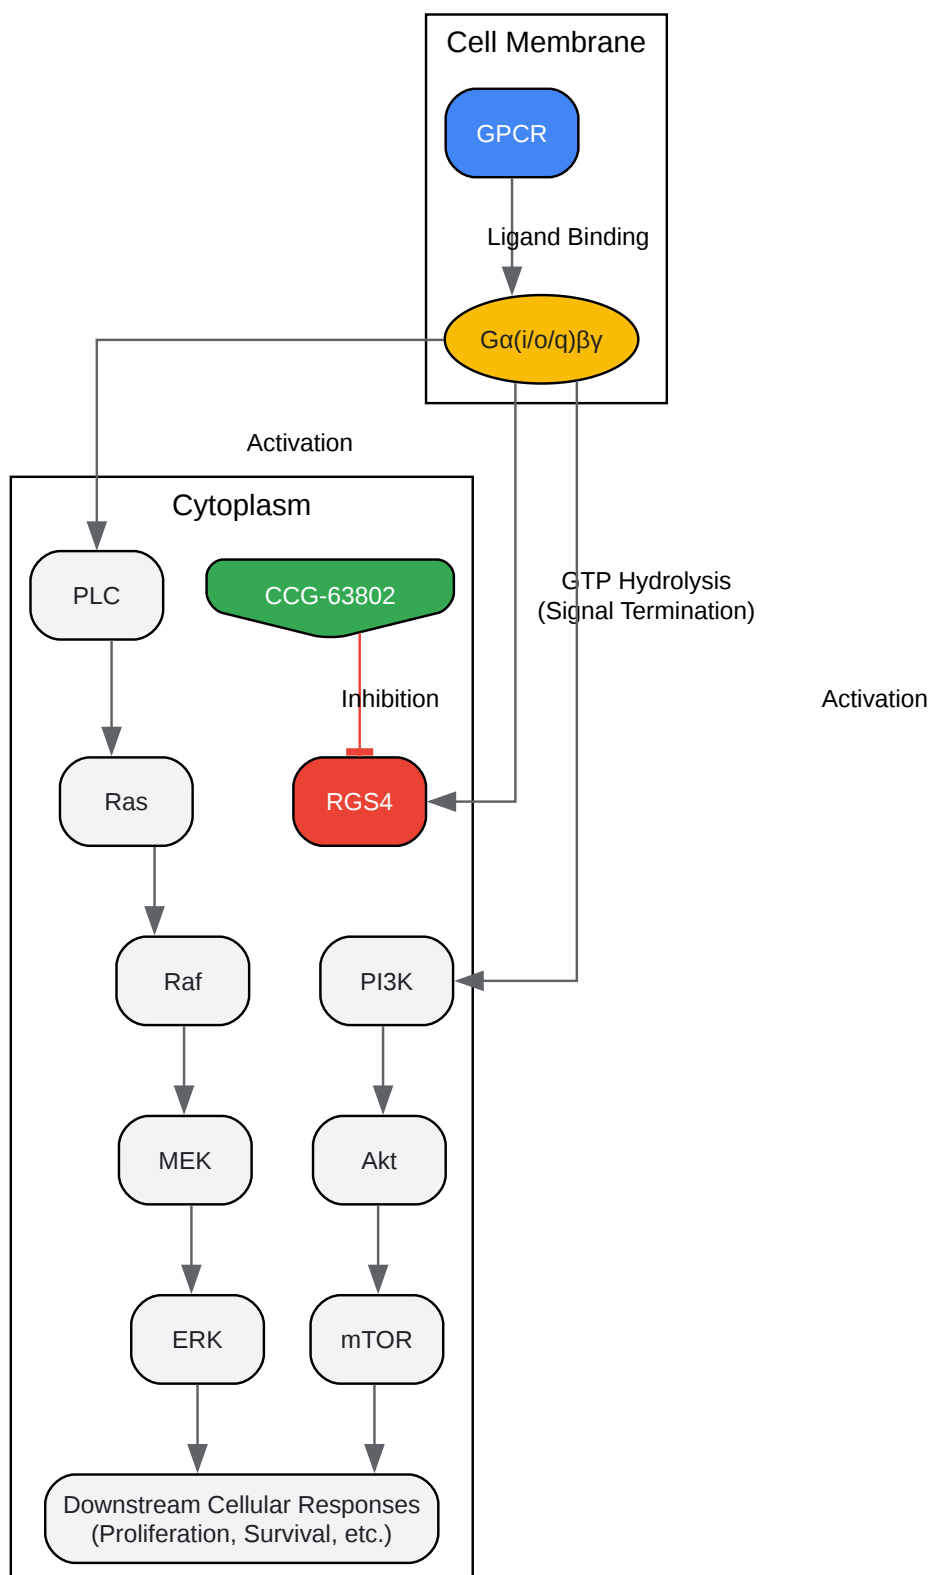 Cell Membrane
GPCR
Ligand Binding
Gα(i/o/q)βγ
Activation
Cytoplasm
PLC
CCG-63802
GTP Hydrolysis
(Signal Termination)
Inhibition
Activation
Ras
RGS4
Raf
PI3K
MEK
Akt
ERK
mTOR
Downstream Cellular Responses
(Proliferation, Survival, etc.)